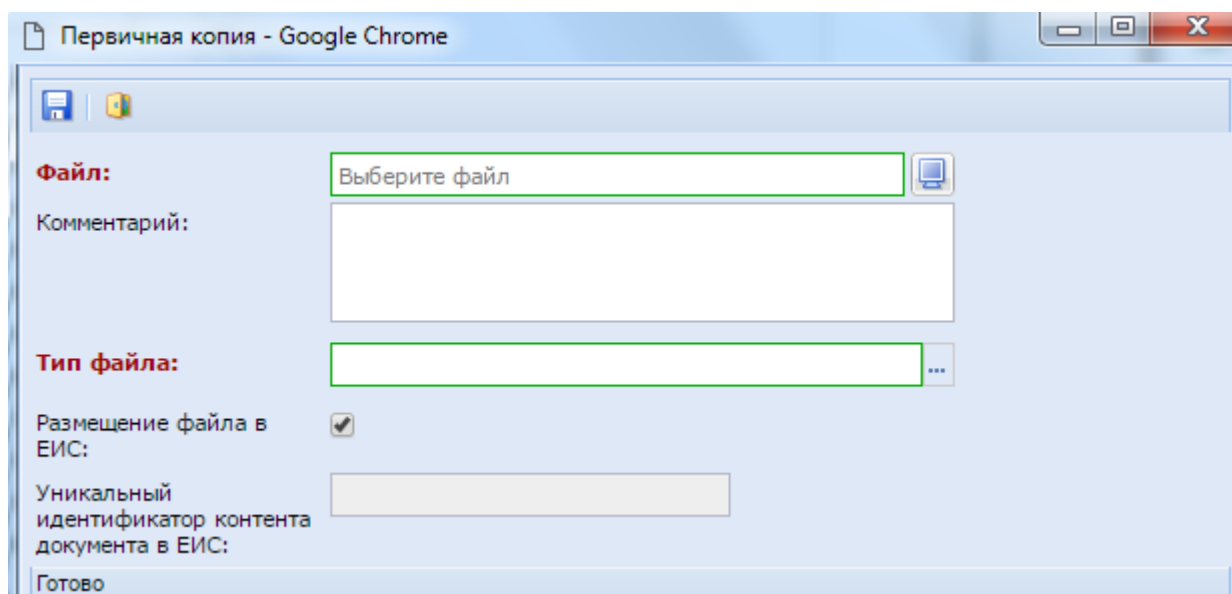 Первичная копия - Google Chrome
Файл:
Выберите файл
Комментарий:
Тип файла:
...
Размещение файла в
ЕИС:
Уникальный
идентификатор контента
документа в ЕИС:
Готово